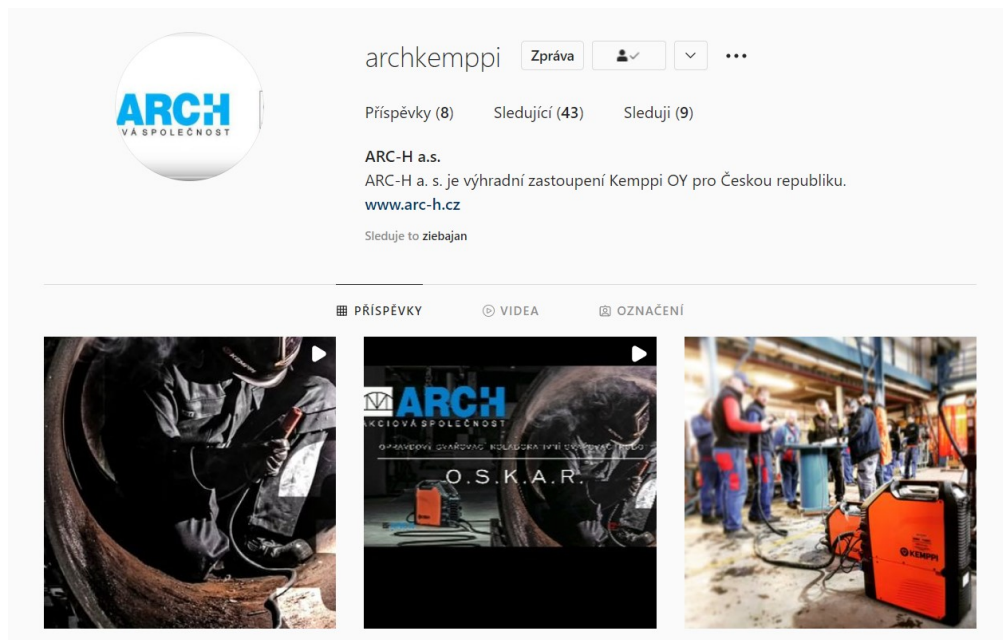 archkemppi Zpráva
ARCH
VÁ SPOLEČNOST
Příspěvky (8) Sledující (43) Sleduji (9)
ARC-H a.s.
ARC-H a. s. je výhradní zastoupení Kemppi OY pro Českou republiku.
www.arc-h.cz
Sleduje to ziebajan
PŘÍSPĚVKY VIDEA OZNAČENÍ
KEMPPI
ARCH
AKCIOVÁ SPOLEČNOST
O.S.K.A.R.
KEMPPI